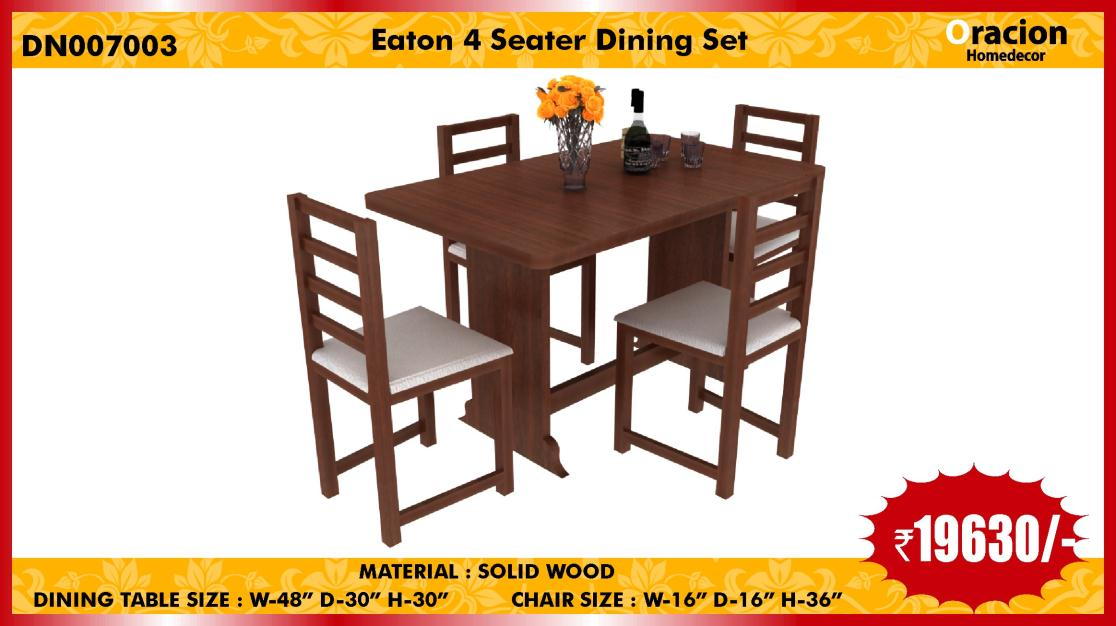 DN007003
Eaton 4 Seater Dining Set
Oracion
Homedecor
₹19630/-
MATERIAL : SOLID WOOD
DINING TABLE SIZE : W-48” D-30” H-30”
CHAIR SIZE : W-16” D-16” H-36”